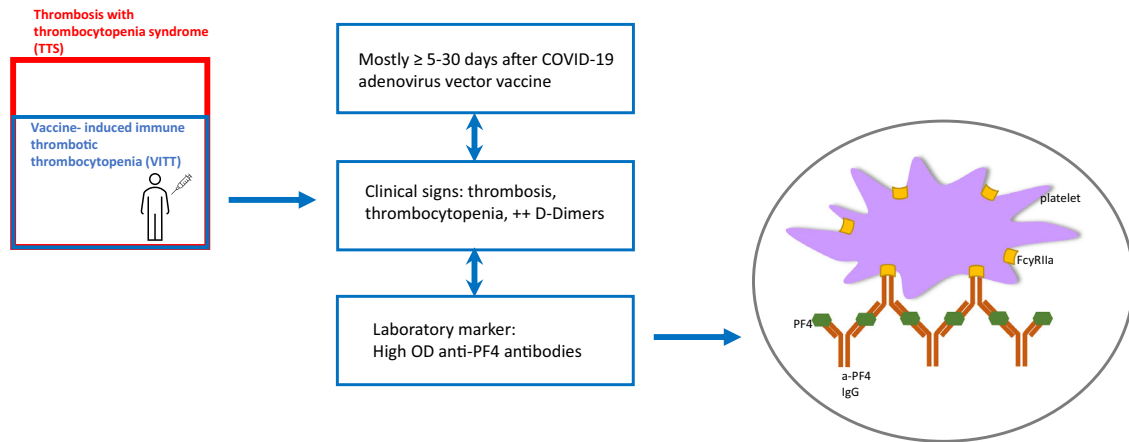 Thrombosis with
thrombocytopenia syndrome
(TTS)
Vaccine- induced immune
thrombotic
thrombocytopenia (VITT)
Mostly ≥ 5-30 days after COVID-19
adenovirus vector vaccine
Clinical signs: thrombosis,
thrombocytopenia, ++ D-Dimers
Laboratory marker:
High OD anti-PF4 antibodies
platelet
FcyRIIa
PF4
a-PF4
IgG